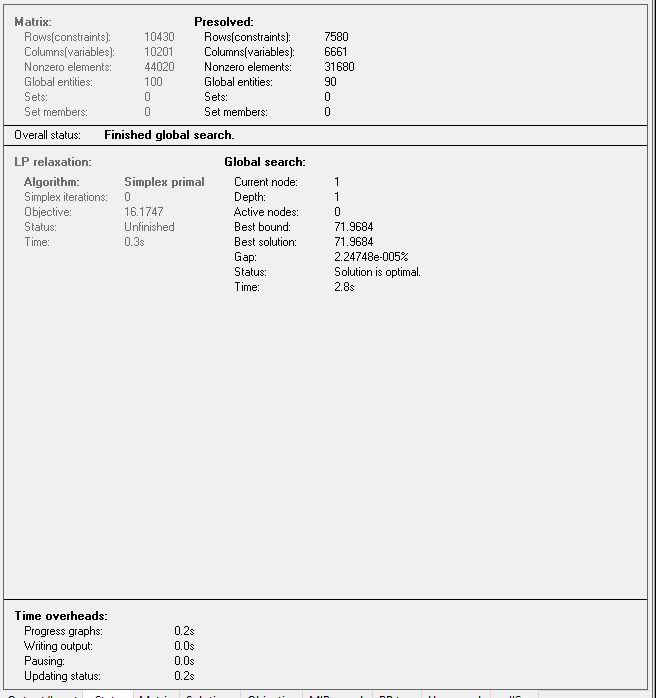 Matrix: Presolved:
Rows(constraints): 10430 Rows(constraints): 7580
Columns(variables): 10201 Columns(variables): 6661
Nonzero elements: 44020 Nonzero elements: 31680
Global entities: 100 Global entities: 90
Sets: 0 Sets: 0
Set members: 0 Set members: 0
Overall status: Finished global search.
LP relaxation: Global search:
Algorithm: Simplex primal Current node: 1
Simplex iterations: 0 Depth: 1
Objective: 16.1747 Active nodes: 0
Status: Unfinished Best bound: 71.9684
Time: 0.3s Best solution: 71.9684
Gap: 2.24748e-005%
Status: Solution is optimal.
Time: 2.8s
Time overheads:
Progress graphs: 0.2s
Writing output: 0.0s
Pausing: 0.0s
Updating status: 0.2s